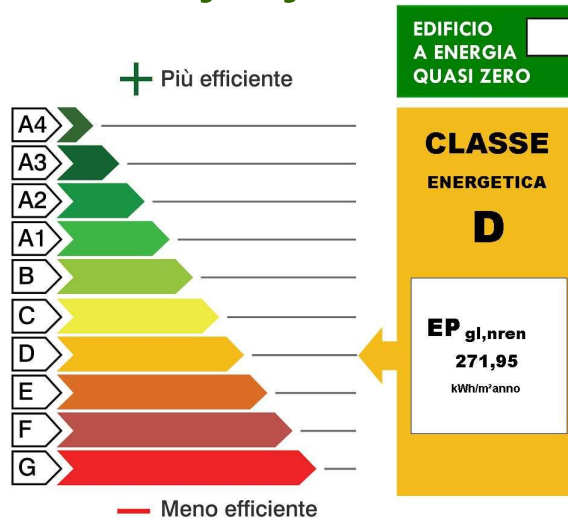 EDIFICIO
A ENERGIA
QUASI ZERO
Più efficiente
A4
A3
A2
A1
B
C
D
E
F
G
Meno efficiente
CLASSE
ENERGETICA
D
EP gl,nren
271,95
kWh/m²anno